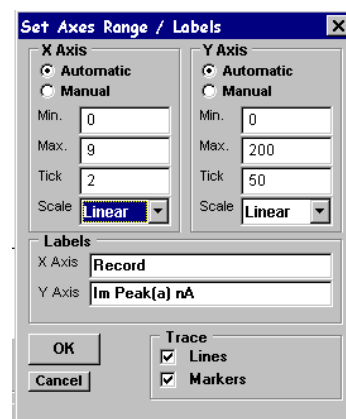 Set Axes Range / Labels
X Axis
Automatic
Manual
Min. 0
Max. 9
Tick 2
Scale Linear
Y Axis
Automatic
Manual
Min. 0
Max. 200
Tick 50
Scale Linear
Labels
X Axis Record
Y Axis Im Peak(a) nA
OK
Cancel
Trace
Lines
Markers